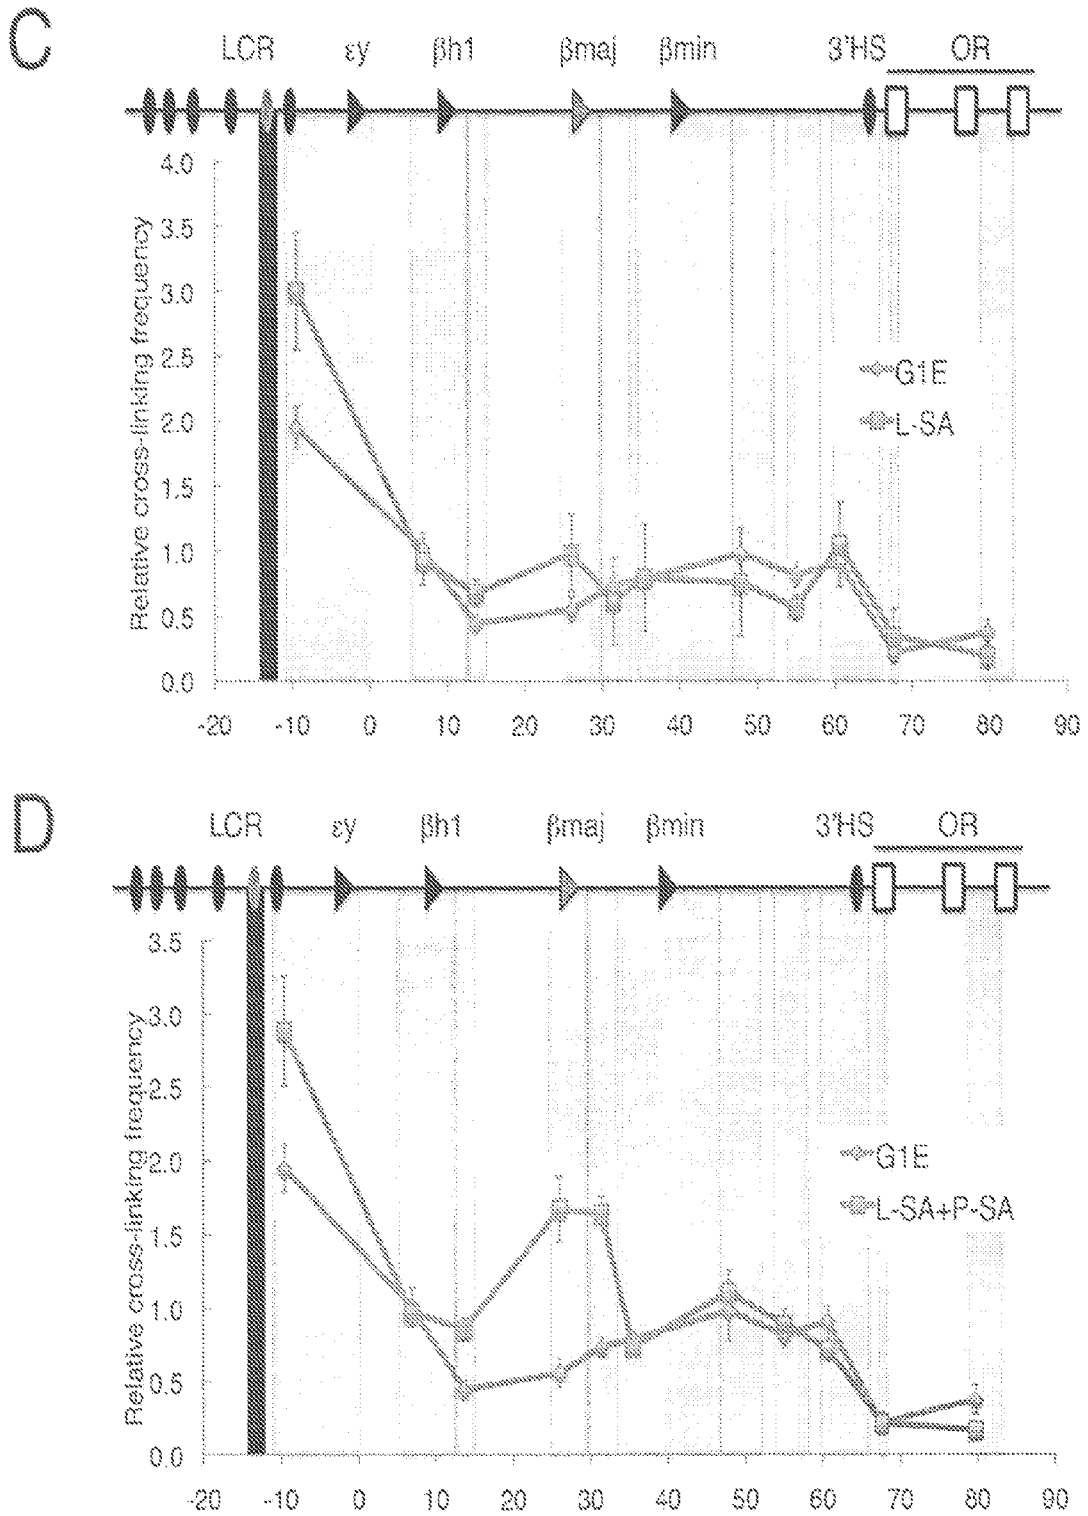 C
LCR εy βh1 βmaj βmin 3'HS OR
4.0
3.5
3.0
2.5
2.0
1.5
1.0
0.5
0.0
Relative cross-linking frequency
G1E
L-SA
-20 -10 0 10 20 30 40 50 60 70 80 90
D
LCR εy βh1 βmaj βmin 3'HS OR
3.5
3.0
2.5
2.0
1.5
1.0
0.5
0.0
Relative cross-linking frequency
G1E
L-SA+P-SA
-20 -10 0 10 20 30 40 50 60 70 80 90